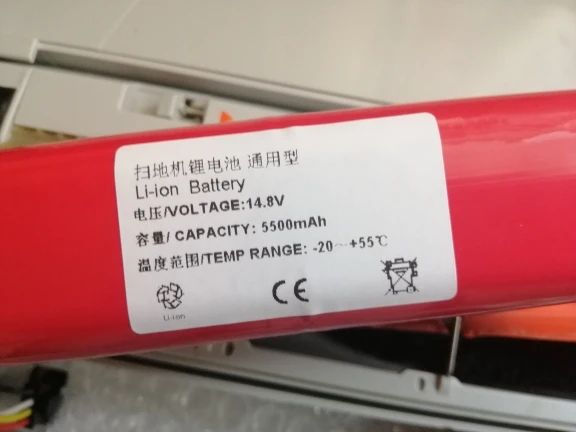 扫地机锂电池 通用型
Li-ion Battery
电压/VOLTAGE:14.8V
容量/ CAPACITY: 5500mAh
温度范围/TEMP RANGE: -20~+55℃
Li-ion
CE